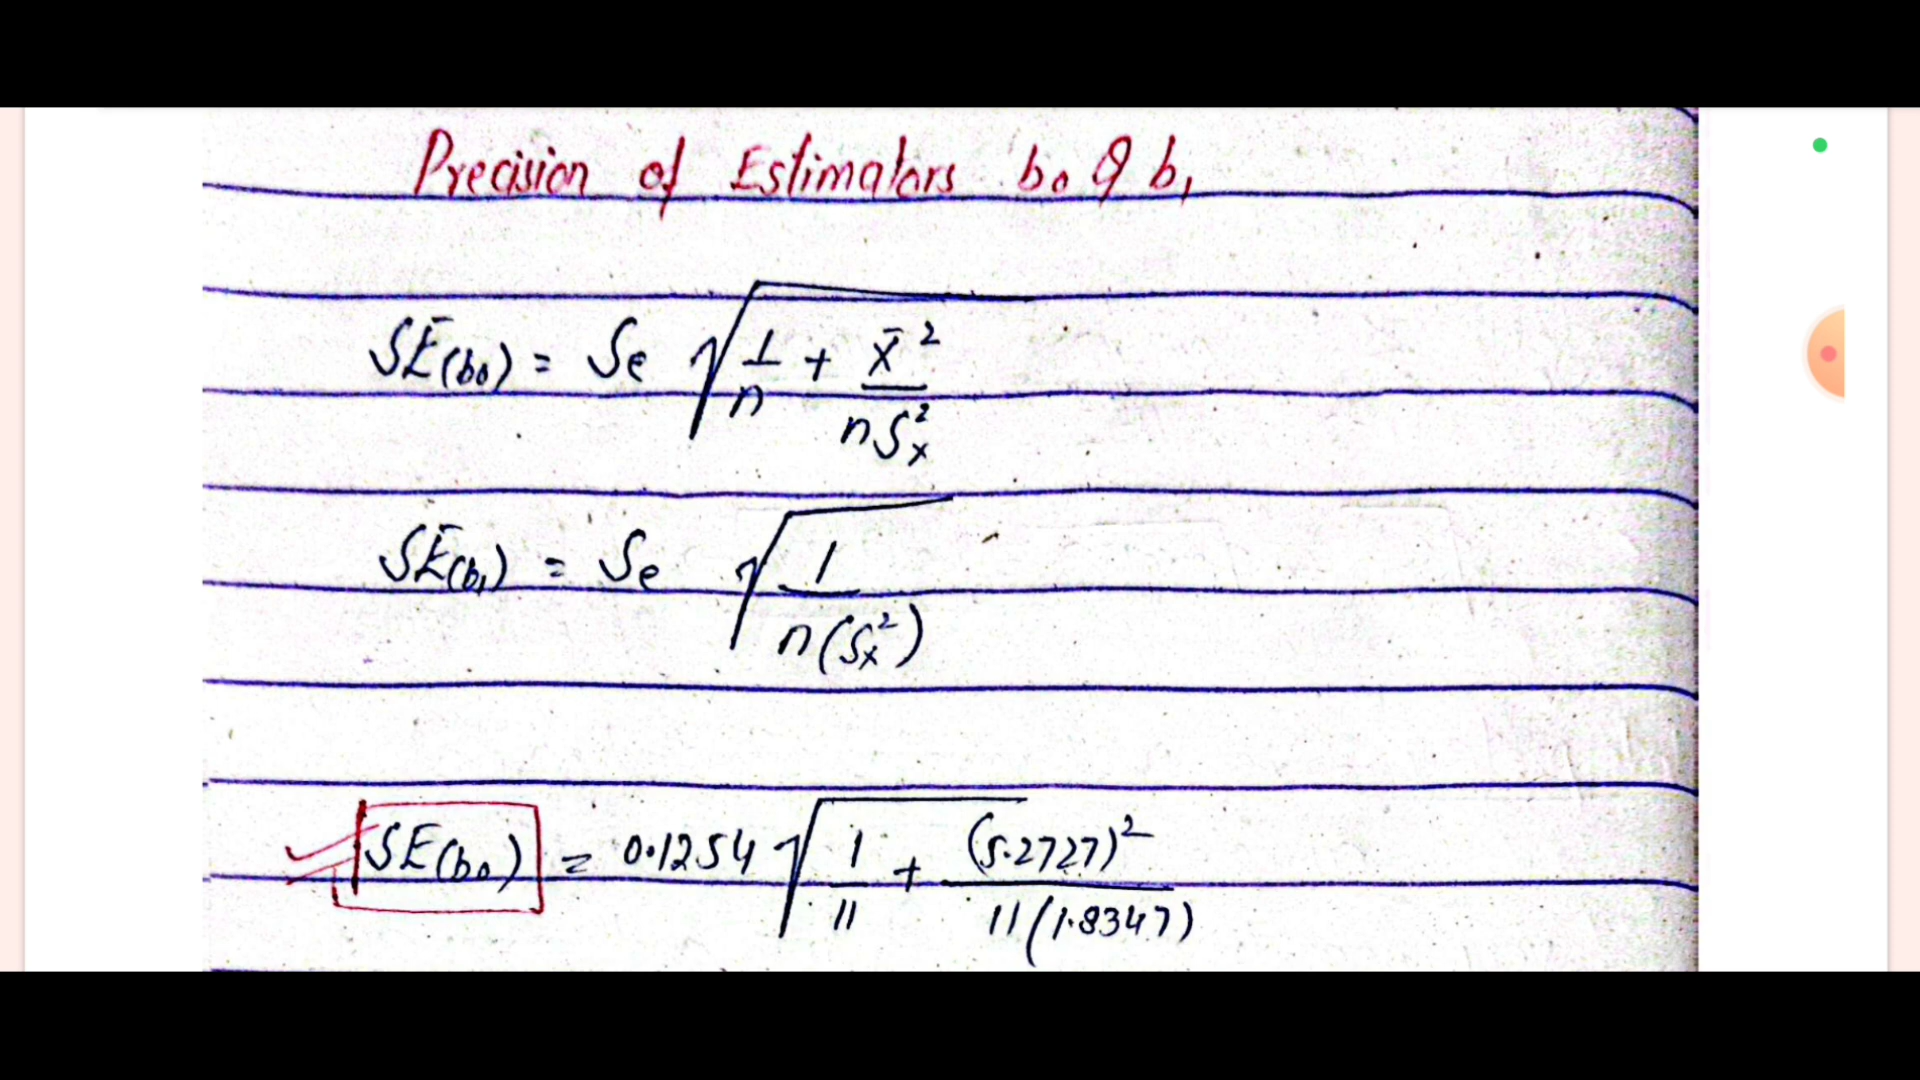 Precision of Estimators b₀ & b₁
SE(b₀) = Se √(1/n + x̄²/nSx²)
SE(b₁) = Se √(1/n(Sx²))
SE(b₀) = 0.1254 √(1/11 + (5.2727)²/11(1.8347))